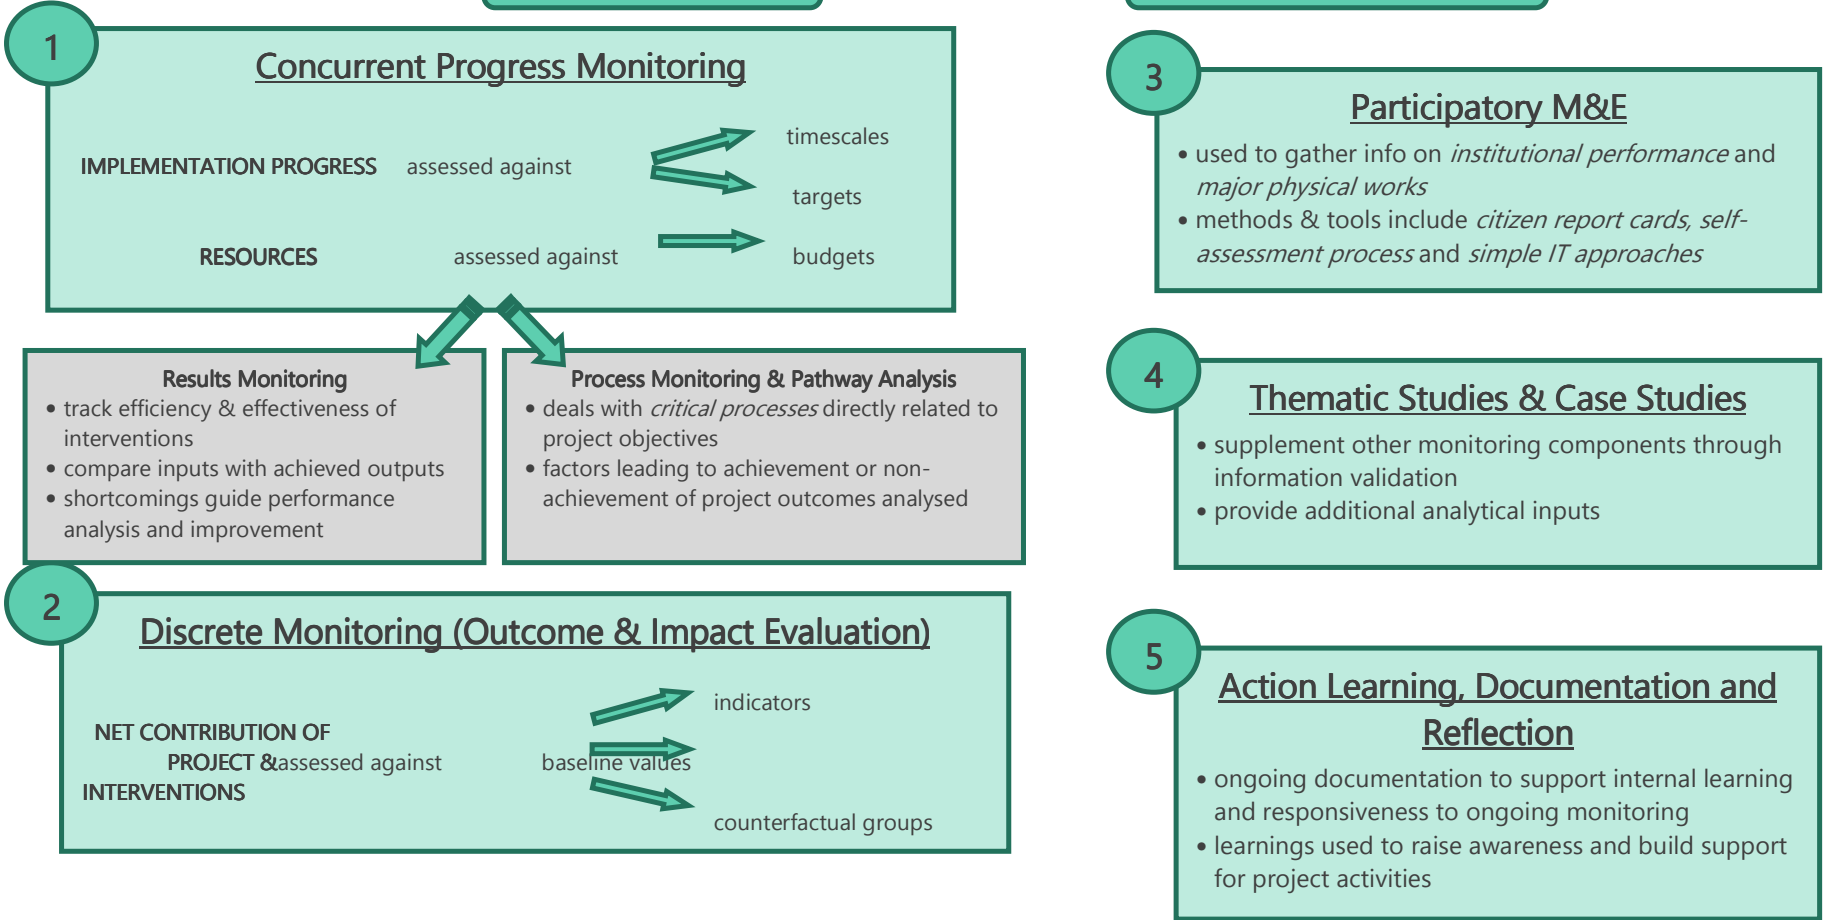 1
Concurrent Progress Monitoring
IMPLEMENTATION PROGRESS assessed against
timescales
targets
RESOURCES assessed against budgets
Results Monitoring
• track efficiency & effectiveness of
interventions
• compare inputs with achieved outputs
• shortcomings guide performance
analysis and improvement
Process Monitoring & Pathway Analysis
• deals with critical processes directly related to
project objectives
• factors leading to achievement or non-
achievement of project outcomes analysed
2
Discrete Monitoring (Outcome & Impact Evaluation)
indicators
NET CONTRIBUTION OF
PROJECT &assessed against baseline values
INTERVENTIONS
counterfactual groups
3
Participatory M&E
• used to gather info on institutional performance and
major physical works
• methods & tools include citizen report cards, self-
assessment process and simple IT approaches
4
Thematic Studies & Case Studies
• supplement other monitoring components through
information validation
• provide additional analytical inputs
5
Action Learning, Documentation and
Reflection
• ongoing documentation to support internal learning
and responsiveness to ongoing monitoring
• learnings used to raise awareness and build support
for project activities